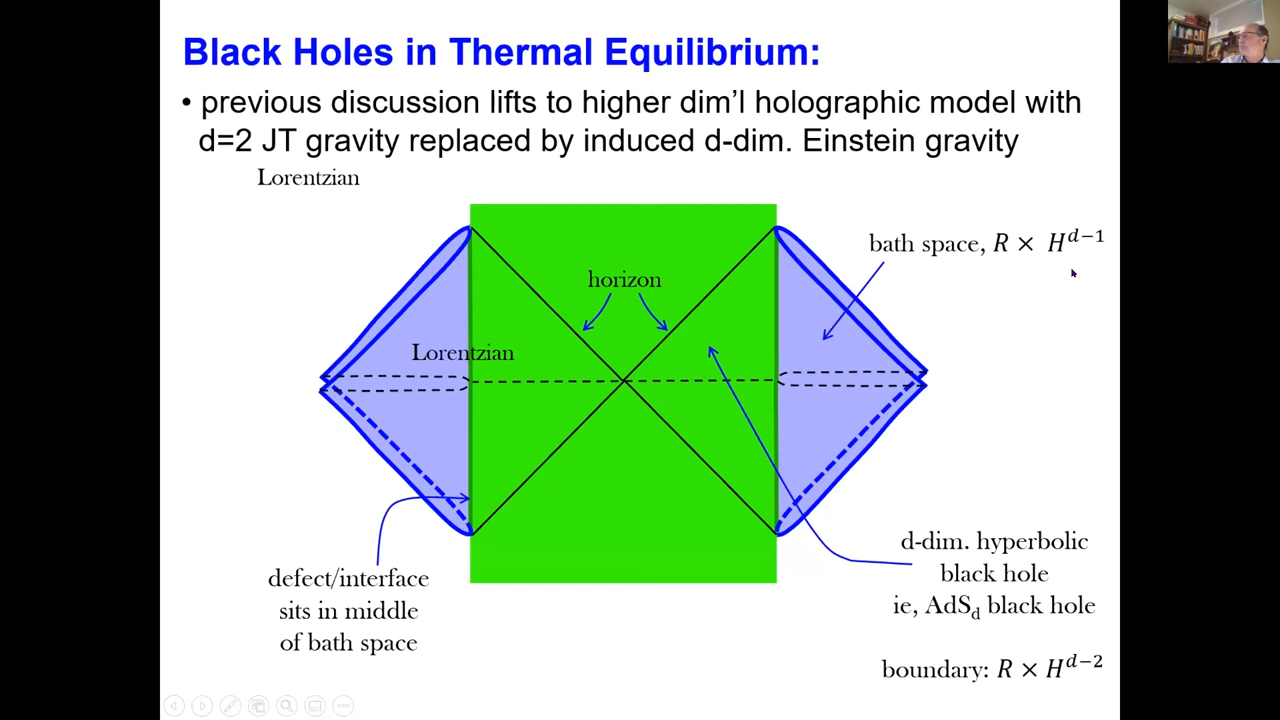 Black Holes in Thermal Equilibrium:
• previous discussion lifts to higher dim’l holographic model with
d=2 JT gravity replaced by induced d-dim. Einstein gravity
Lorentzian
bath space, R × H^{d−1}
horizon
Lorentzian
defect/interface
sits in middle
of bath space
d-dim. hyperbolic
black hole
ie, AdS_d black hole
boundary: R × H^{d−2}